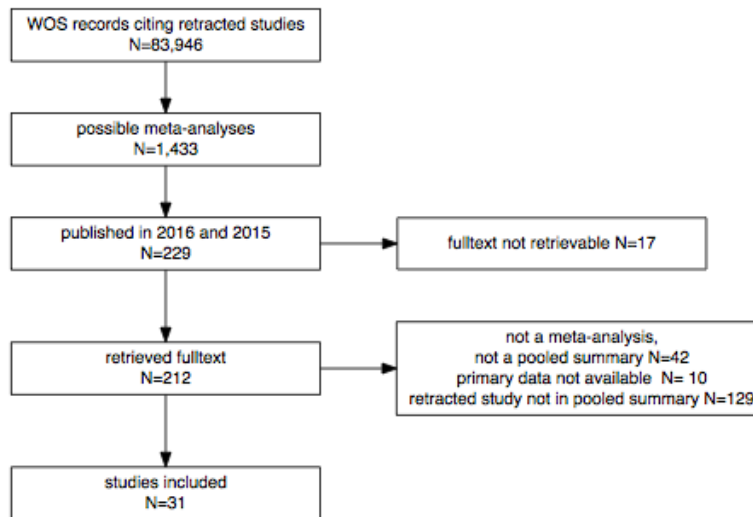 WOS records citing retracted studies
N=83,946
possible meta-analyses
N=1,433
published in 2016 and 2015
N=229
fulltext not retrievable N=17
retrieved fulltext
N=212
not a meta-analysis,
not a pooled summary N=42
primary data not available N= 10
retracted study not in pooled summary N=129
studies included
N=31